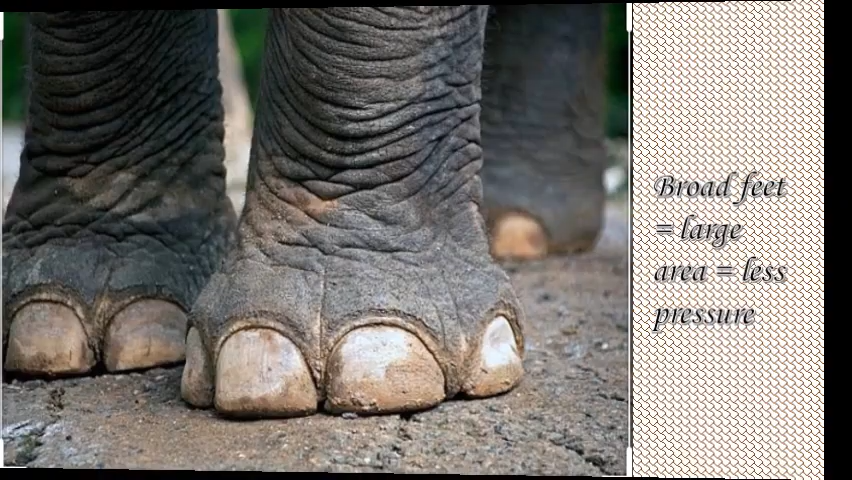 Broad feet
= large
area = less
pressure